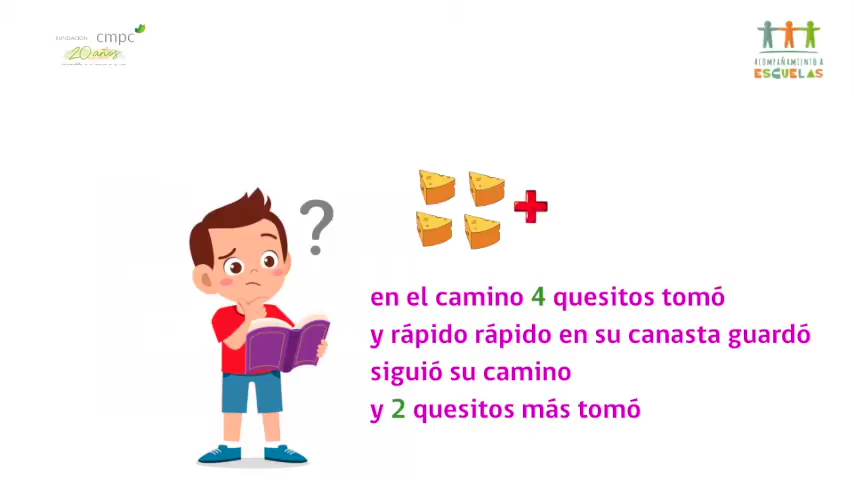 FUNDACIÓN cmpc
20 años
ACOMPAÑAMIENTO A
ESCUELAS
?
en el camino 4 quesitos tomó
y rápido rápido en su canasta guardó
siguió su camino
y 2 quesitos más tomó